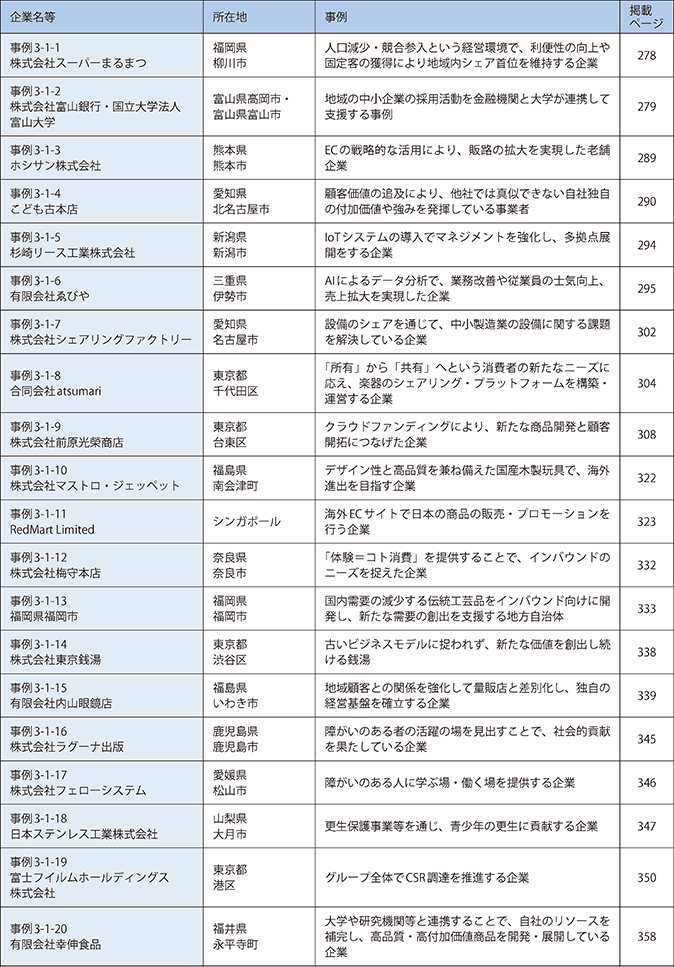 企業名等
所在地
事例
掲載
ページ
事例3-1-1
株式会社スーパーまるまつ
福岡県
柳川市
人口減少・競合参入という経営環境で、利便性の向上や
固定客の獲得により地域内シェア首位を維持する企業
278
事例3-1-2
株式会社富山銀行・国立大学法人
富山大学
富山県高岡市・
富山県富山市
地域の中小企業の採用活動を金融機関と大学が連携して
支援する事例
279
事例3-1-3
ホシサン株式会社
熊本県
熊本市
ECの戦略的な活用により、販路の拡大を実現した老舗
企業
289
事例3-1-4
こども古本店
愛知県
北名古屋市
顧客価値の追及により、他社では真似できない自社独自
の付加価値や強みを発揮している事業者
290
事例3-1-5
杉崎リース工業株式会社
新潟県
新潟市
IoTシステムの導入でマネジメントを強化し、多拠点展
開をする企業
294
事例3-1-6
有限会社ゑびや
三重県
伊勢市
AIによるデータ分析で、業務改善や従業員の士気向上、
売上拡大を実現した企業
295
事例3-1-7
株式会社シェアリングファクトリー
愛知県
名古屋市
設備のシェアを通じて、中小製造業の設備に関する課題
を解決している企業
302
事例3-1-8
合同会社atsumari
東京都
千代田区
「所有」から「共有」へという消費者の新たなニーズに
応え、楽器のシェアリング・プラットフォームを構築・
運営する企業
304
事例3-1-9
株式会社前原光榮商店
東京都
台東区
クラウドファンディングにより、新たな商品開発と顧客
開拓につなげた企業
308
事例3-1-10
株式会社マストロ・ジェッペット
福島県
南会津町
デザイン性と高品質を兼ね備えた国産木製玩具で、海外
進出を目指す企業
322
事例3-1-11
RedMart Limited
シンガポール
海外ECサイトで日本の商品の販売・プロモーションを
行う企業
323
事例3-1-12
株式会社梅守本店
奈良県
奈良市
「体験＝コト消費」を提供することで、インバウンドの
ニーズを捉えた企業
332
事例3-1-13
福岡県福岡市
福岡県
福岡市
国内需要の減少する伝統工芸品をインバウンド向けに開
発し、新たな需要の創出を支援する地方自治体
333
事例3-1-14
株式会社東京銭湯
東京都
渋谷区
古いビジネスモデルに捉われず、新たな価値を創出し続
ける銭湯
338
事例3-1-15
有限会社内山眼鏡店
福島県
いわき市
地域顧客との関係を強化して量販店と差別化し、独自の
経営基盤を確立する企業
339
事例3-1-16
株式会社ラグーナ出版
鹿児島県
鹿児島市
障がいのある者の活躍の場を見出すことで、社会的貢献
を果たしている企業
345
事例3-1-17
株式会社フェローシステム
愛媛県
松山市
障がいのある人に学ぶ場・働く場を提供する企業
346
事例3-1-18
日本ステンレス工業株式会社
山梨県
大月市
更生保護事業等を通じ、青少年の更生に貢献する企業
347
事例3-1-19
富士フイルムホールディングス
株式会社
東京都
港区
グループ全体でCSR調達を推進する企業
350
事例3-1-20
有限会社幸伸食品
福井県
永平寺町
大学や研究機関等と連携することで、自社のリソースを
補完し、高品質・高付加価値商品を開発・展開している
企業
358